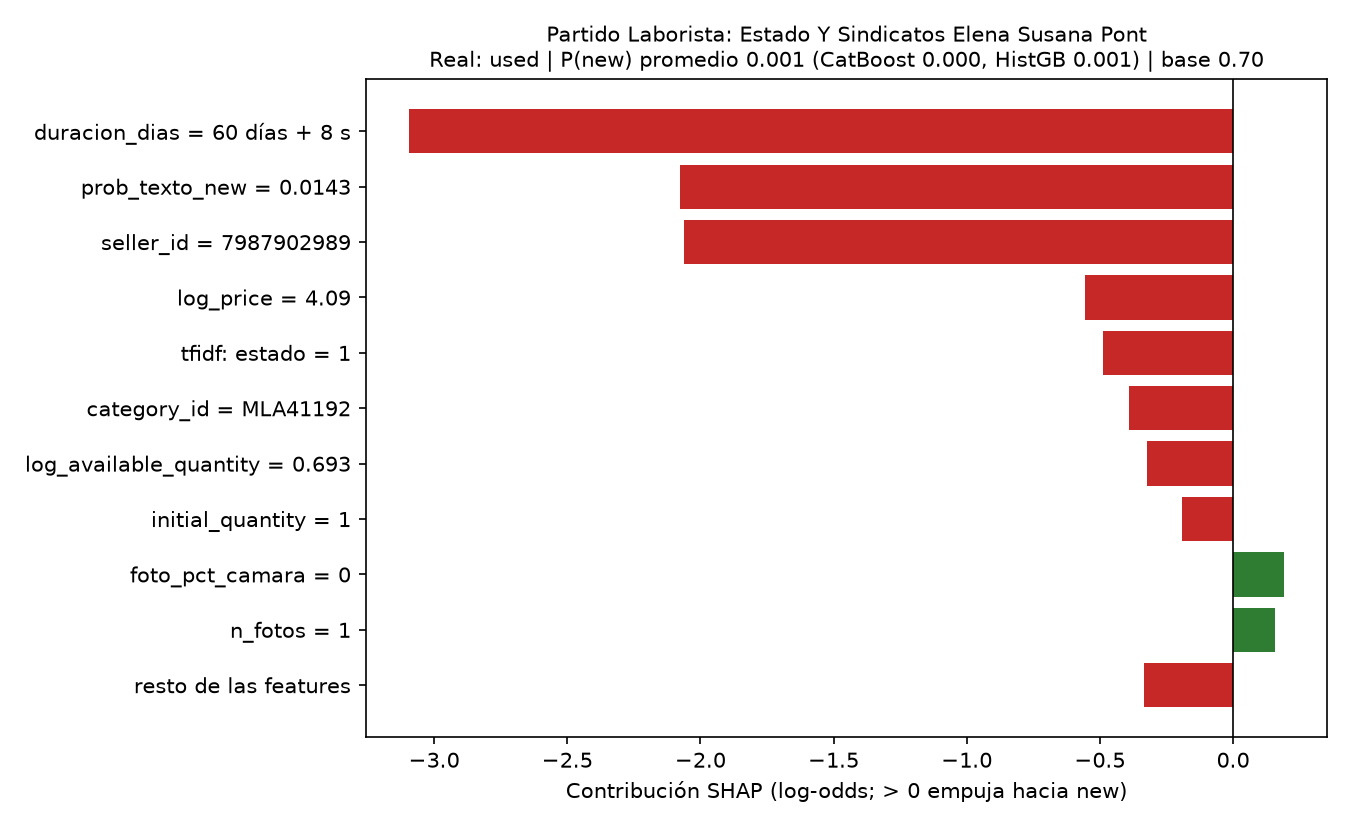 Partido Laborista: Estado Y Sindicatos Elena Susana Pont
Real: used | P(new) promedio 0.001 (CatBoost 0.000, HistGB 0.001) | base 0.70
duracion_dias = 60 días + 8 s
prob_texto_new = 0.0143
seller_id = 7987902989
log_price = 4.09
tfidf: estado = 1
category_id = MLA41192
log_available_quantity = 0.693
initial_quantity = 1
foto_pct_camara = 0
n_fotos = 1
resto de las features
−3.0 −2.5 −2.0 −1.5 −1.0 −0.5 0.0
Contribución SHAP (log-odds; > 0 empuja hacia new)